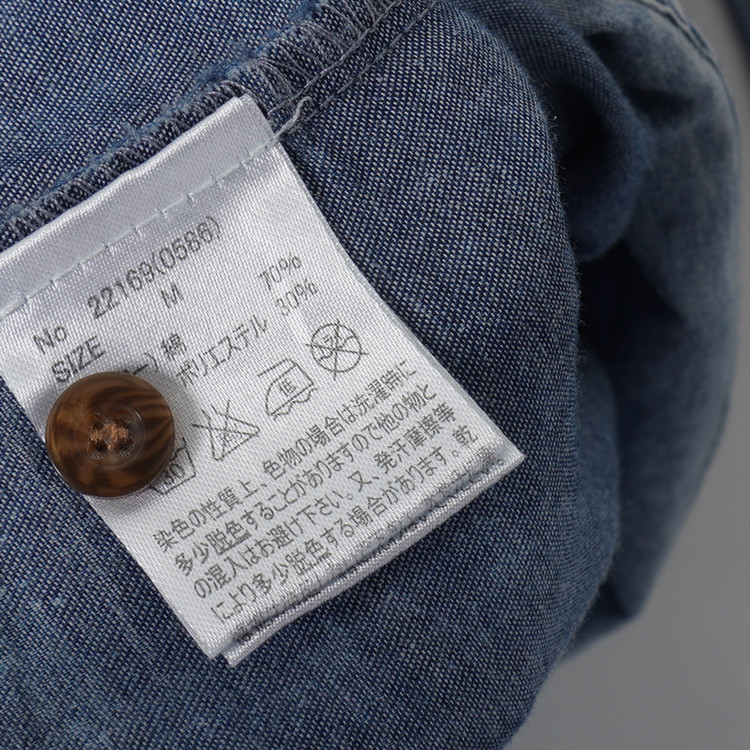 No 22169(0586)
SIZE M
ー) 綿 70%
ポリエステル 30%
低
染色の性質上、色物の場合は洗濯時に
多少脱色することがありますので他の物と
の混入はお避け下さい。又、発汗摩擦等
により多少脱色する場合があります。乾